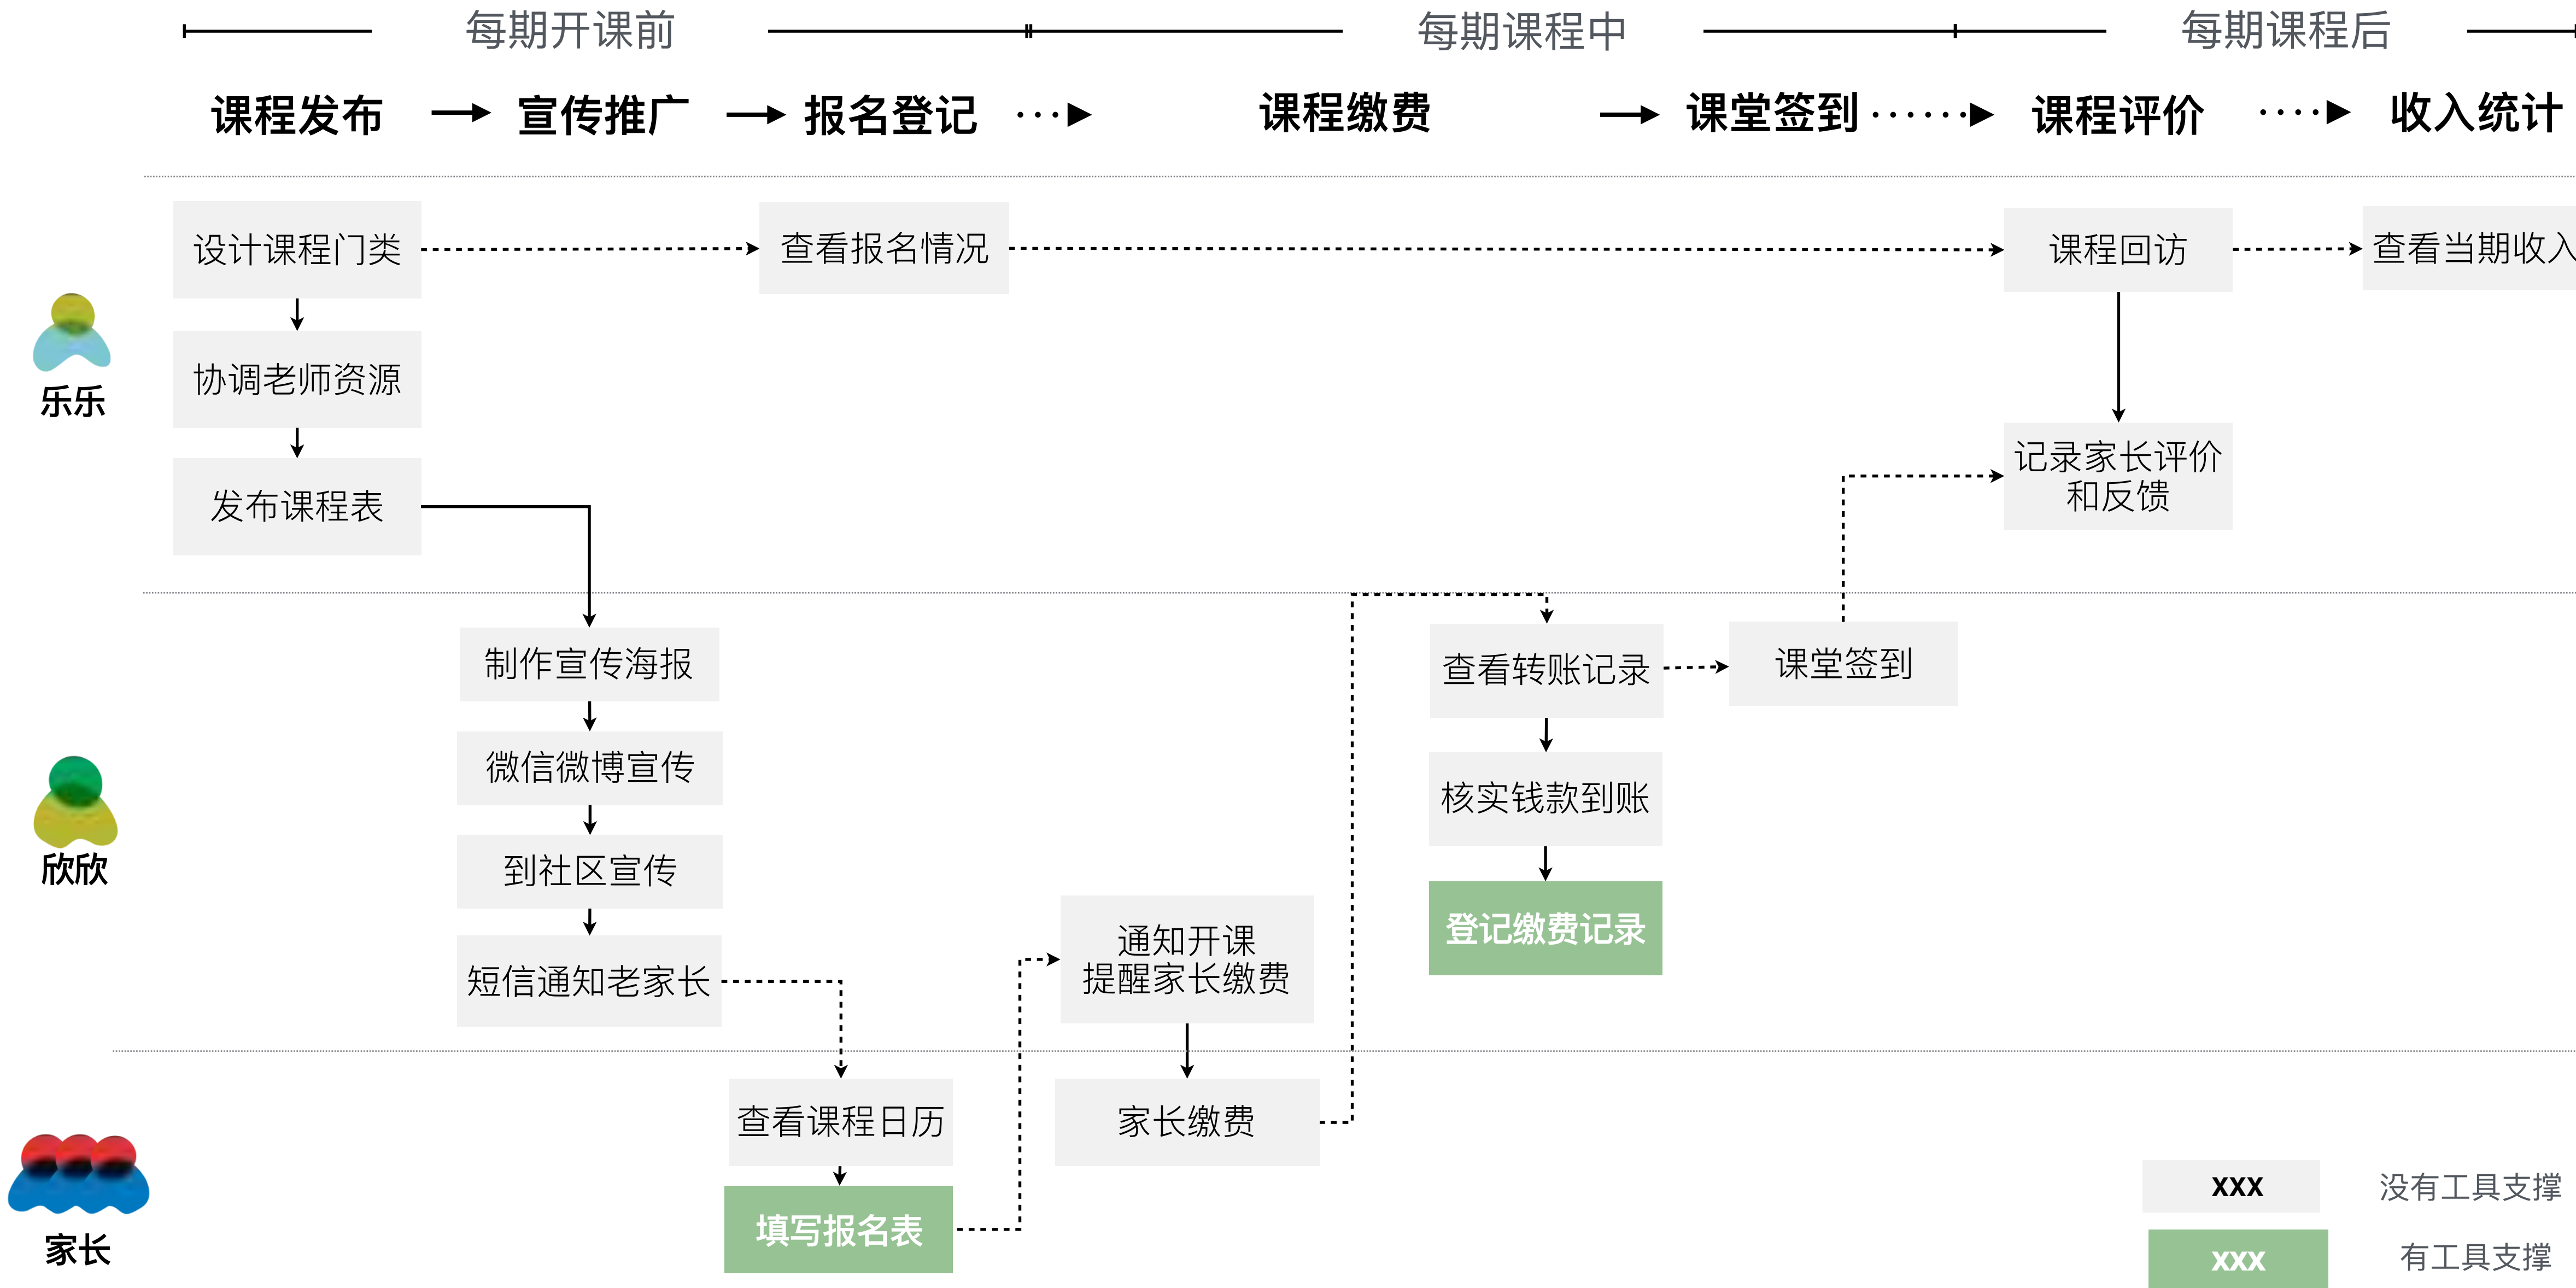 每期开课前
每期课程中
每期课程后
课程发布
宣传推广
报名登记
课程缴费
课堂签到
课程评价
收入统计
乐乐
设计课程门类
查看报名情况
课程回访
查看当期收入
协调老师资源
发布课程表
记录家长评价
和反馈
欣欣
制作宣传海报
微信微博宣传
到社区宣传
短信通知老家长
通知开课
提醒家长缴费
查看转账记录
课堂签到
核实钱款到账
登记缴费记录
家长
查看课程日历
填写报名表
家长缴费
XXX
没有工具支撑
XXX
有工具支撑